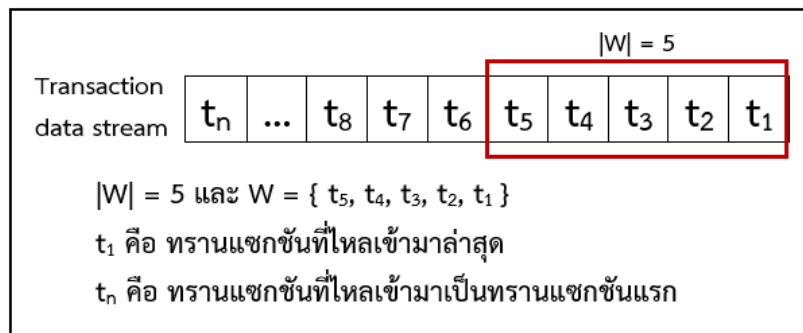 |W| = 5
Transaction
data stream
tₙ ... t₈ t₇ t₆ t₅ t₄ t₃ t₂ t₁
|W| = 5 และ W = { t₅, t₄, t₃, t₂, t₁ }
t₁ คือ ทรานแซกชันที่ไหลเข้ามาล่าสุด
tₙ คือ ทรานแซกชันที่ไหลเข้ามาเป็นทรานแซกชันแรก